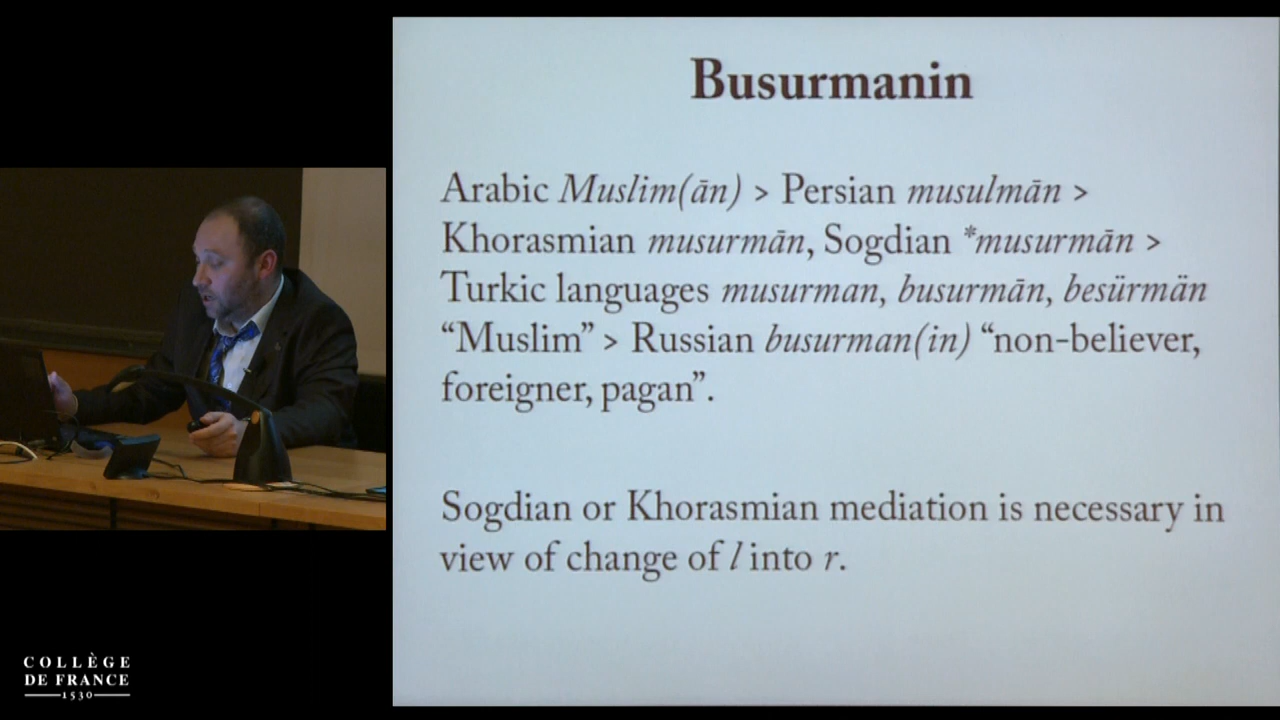 Busurmanin
Arabic Muslim(ān) > Persian musulmān >
Khorasmian musurmān, Sogdian *musurmān >
Turkic languages musurman, busurmān, besürmän
“Muslim” > Russian busurman(in) “non-believer,
foreigner, pagan”.
Sogdian or Khorasmian mediation is necessary in
view of change of l into r.
COLLÈGE
DE FRANCE
1530